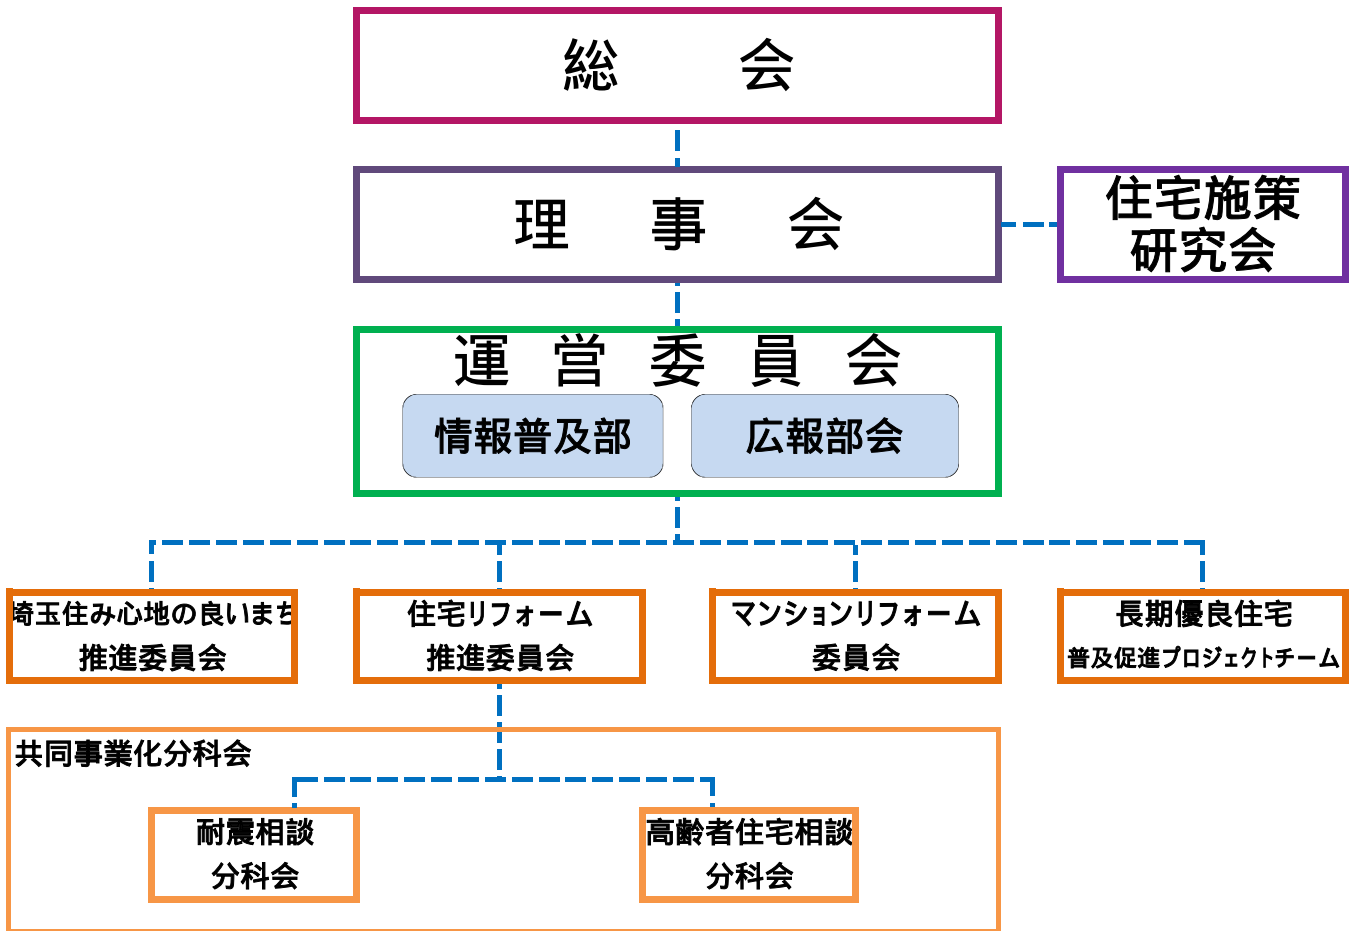 総会
理事会
住宅施策
研究会
運営委員会
情報普及部
広報部会
埼玉住み心地の良いまち
推進委員会
住宅リフォーム
推進委員会
マンションリフォーム
委員会
長期優良住宅
普及促進プロジェクトチーム
共同事業化分科会
耐震相談
分科会
高齢者住宅相談
分科会